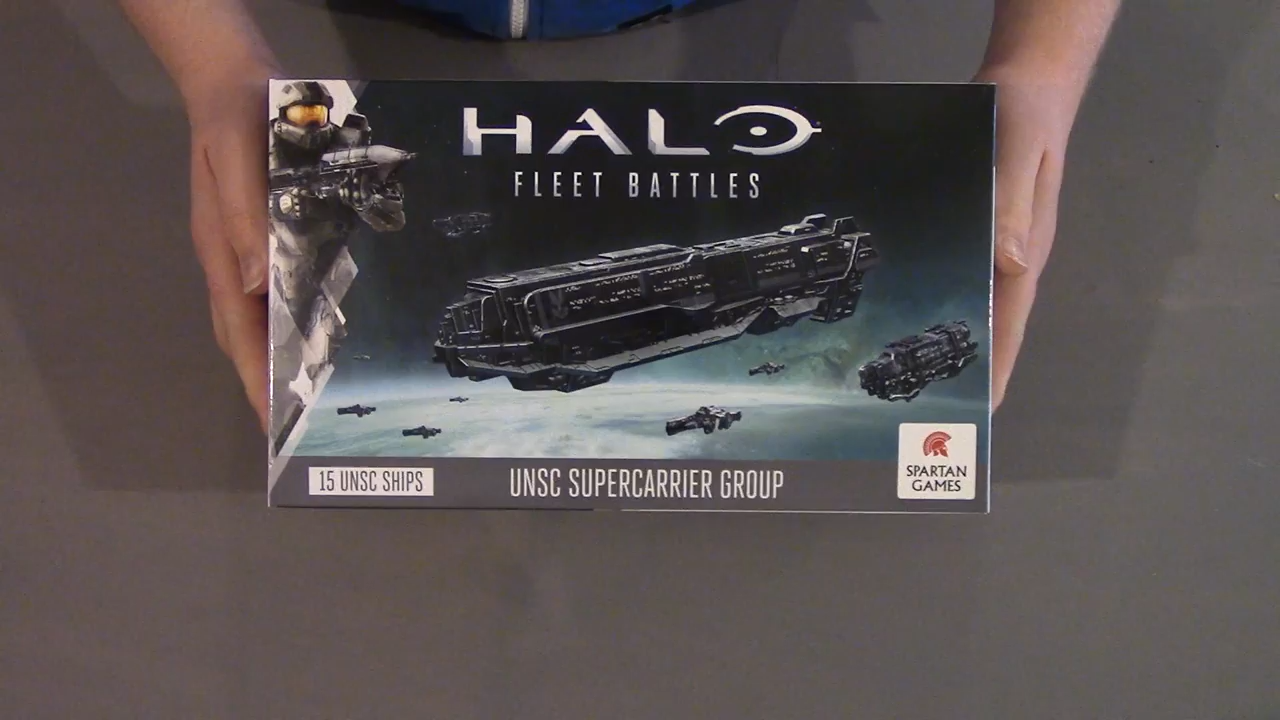 HALO
FLEET BATTLES
15 UNSC SHIPS
UNSC SUPERCARRIER GROUP
SPARTAN
GAMES